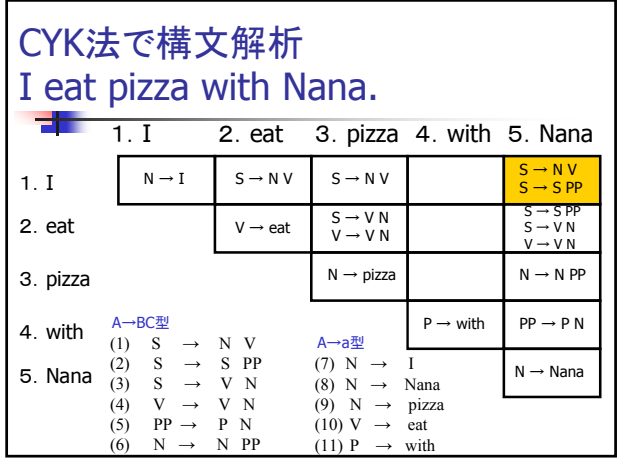 CYK法で構文解析
I eat pizza with Nana.
1. I 2. eat 3. pizza 4. with 5. Nana
1. I N → I S → N V S → N V S → N V
S → S PP
2. eat V → eat S → V N S → S PP
V → V N S → V N
V → V N
3. pizza N → pizza N → N PP
4. with P → with PP → P N
5. Nana N → Nana
A→BC型
(1) S → N V
(2) S → S PP
(3) S → V N
(4) V → V N
(5) PP → P N
(6) N → N PP
A→a型
(7) N → I
(8) N → Nana
(9) N → pizza
(10) V → eat
(11) P → with